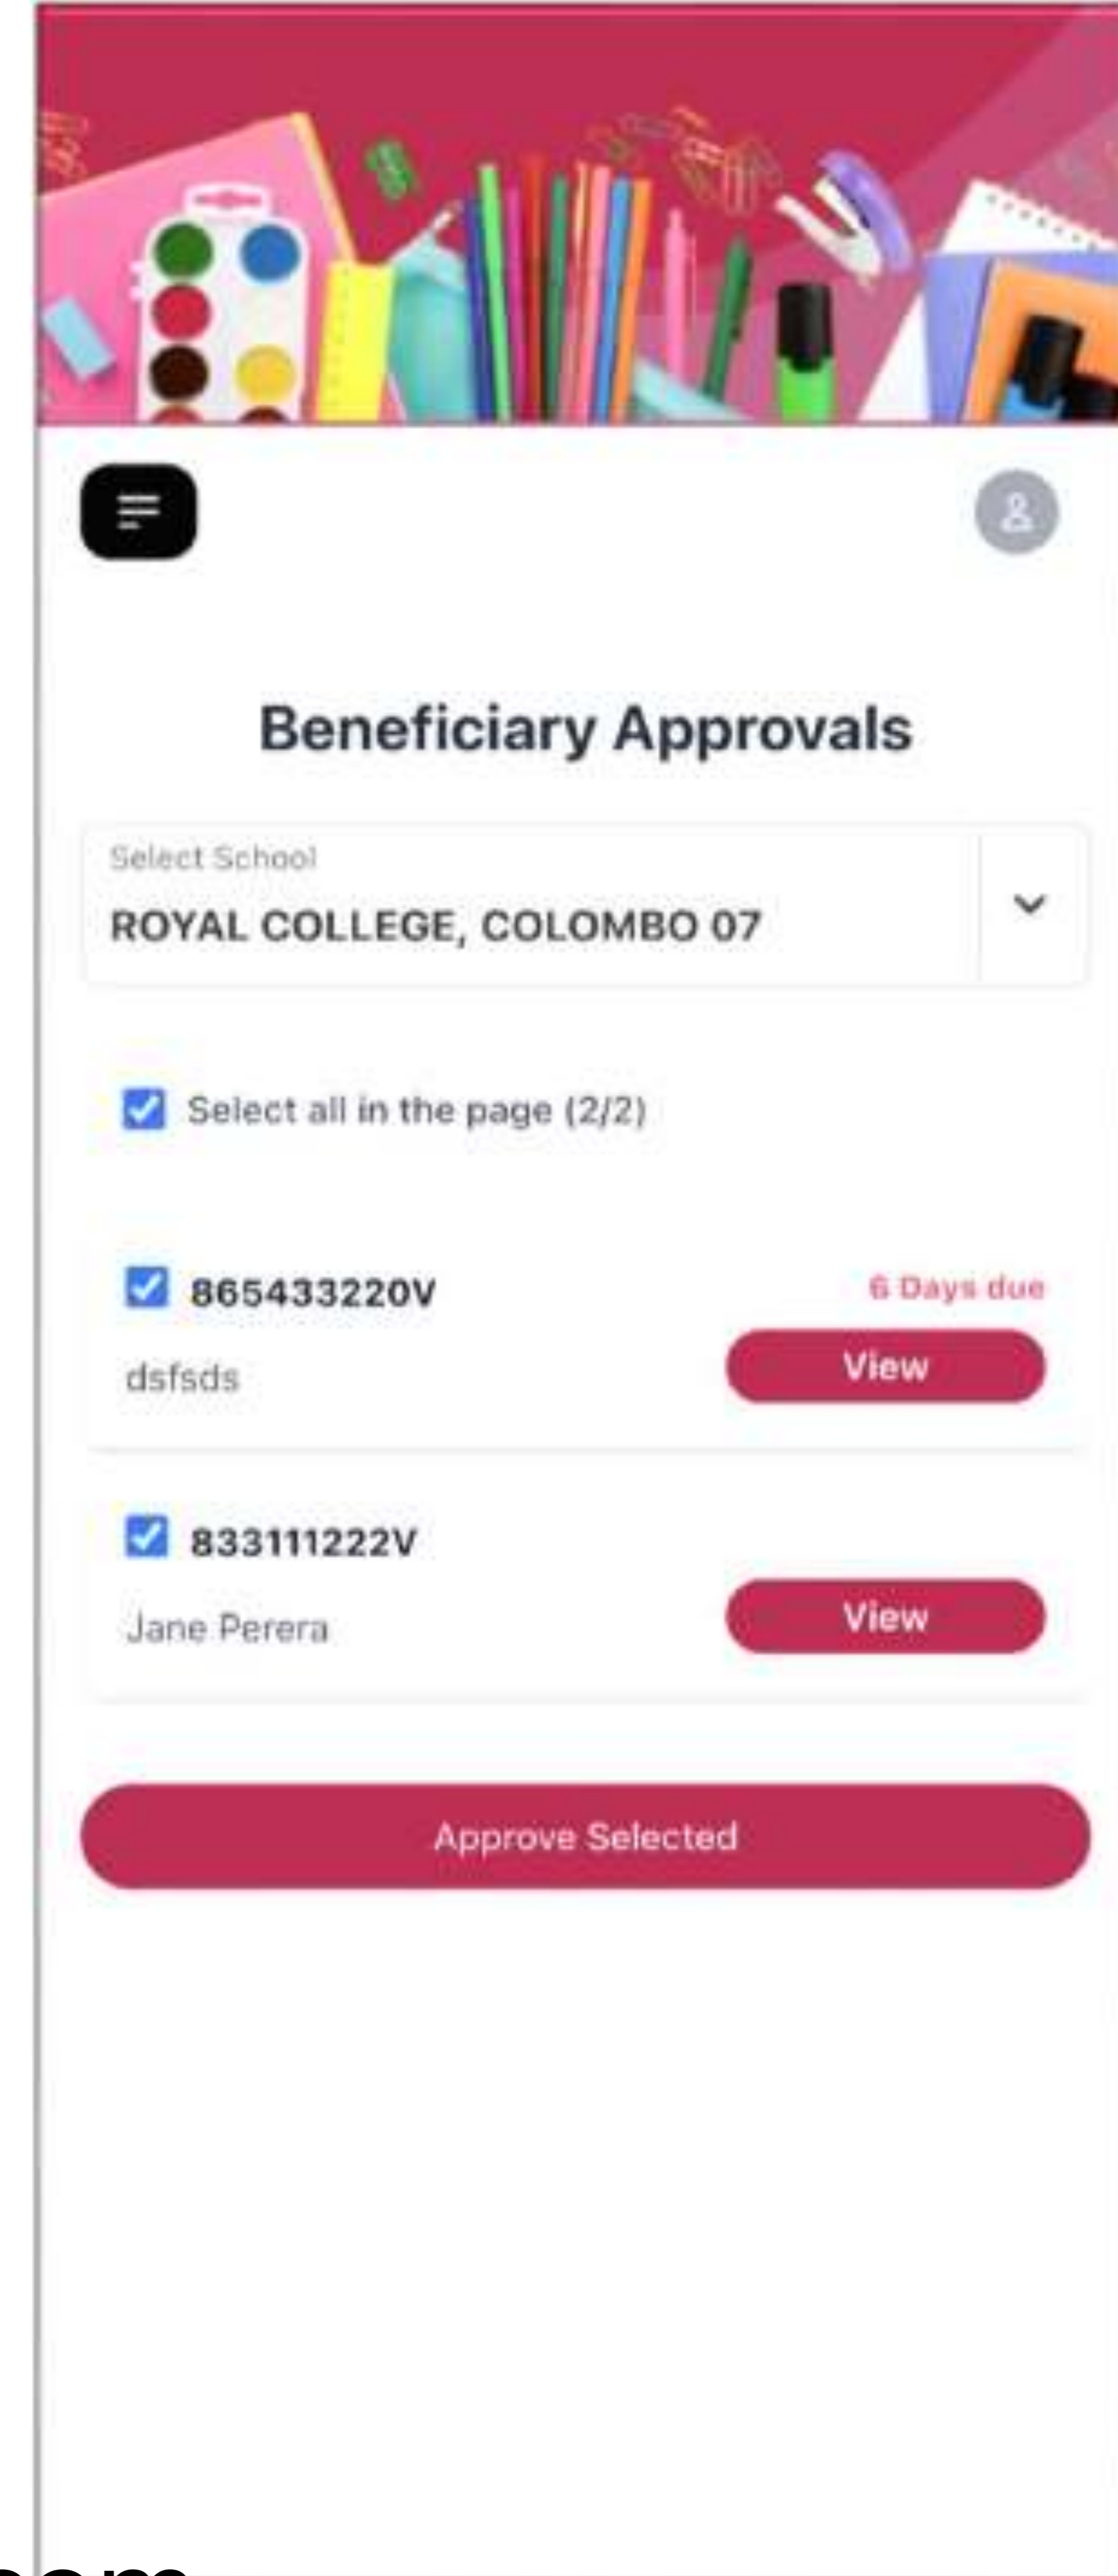 Beneficiary Approvals
Select School
ROYAL COLLEGE, COLOMBO 07
Select all in the page (2/2)
865433220V
6 Days due
dsfsds
View
833111222V
Jane Perera
View
Approve Selected